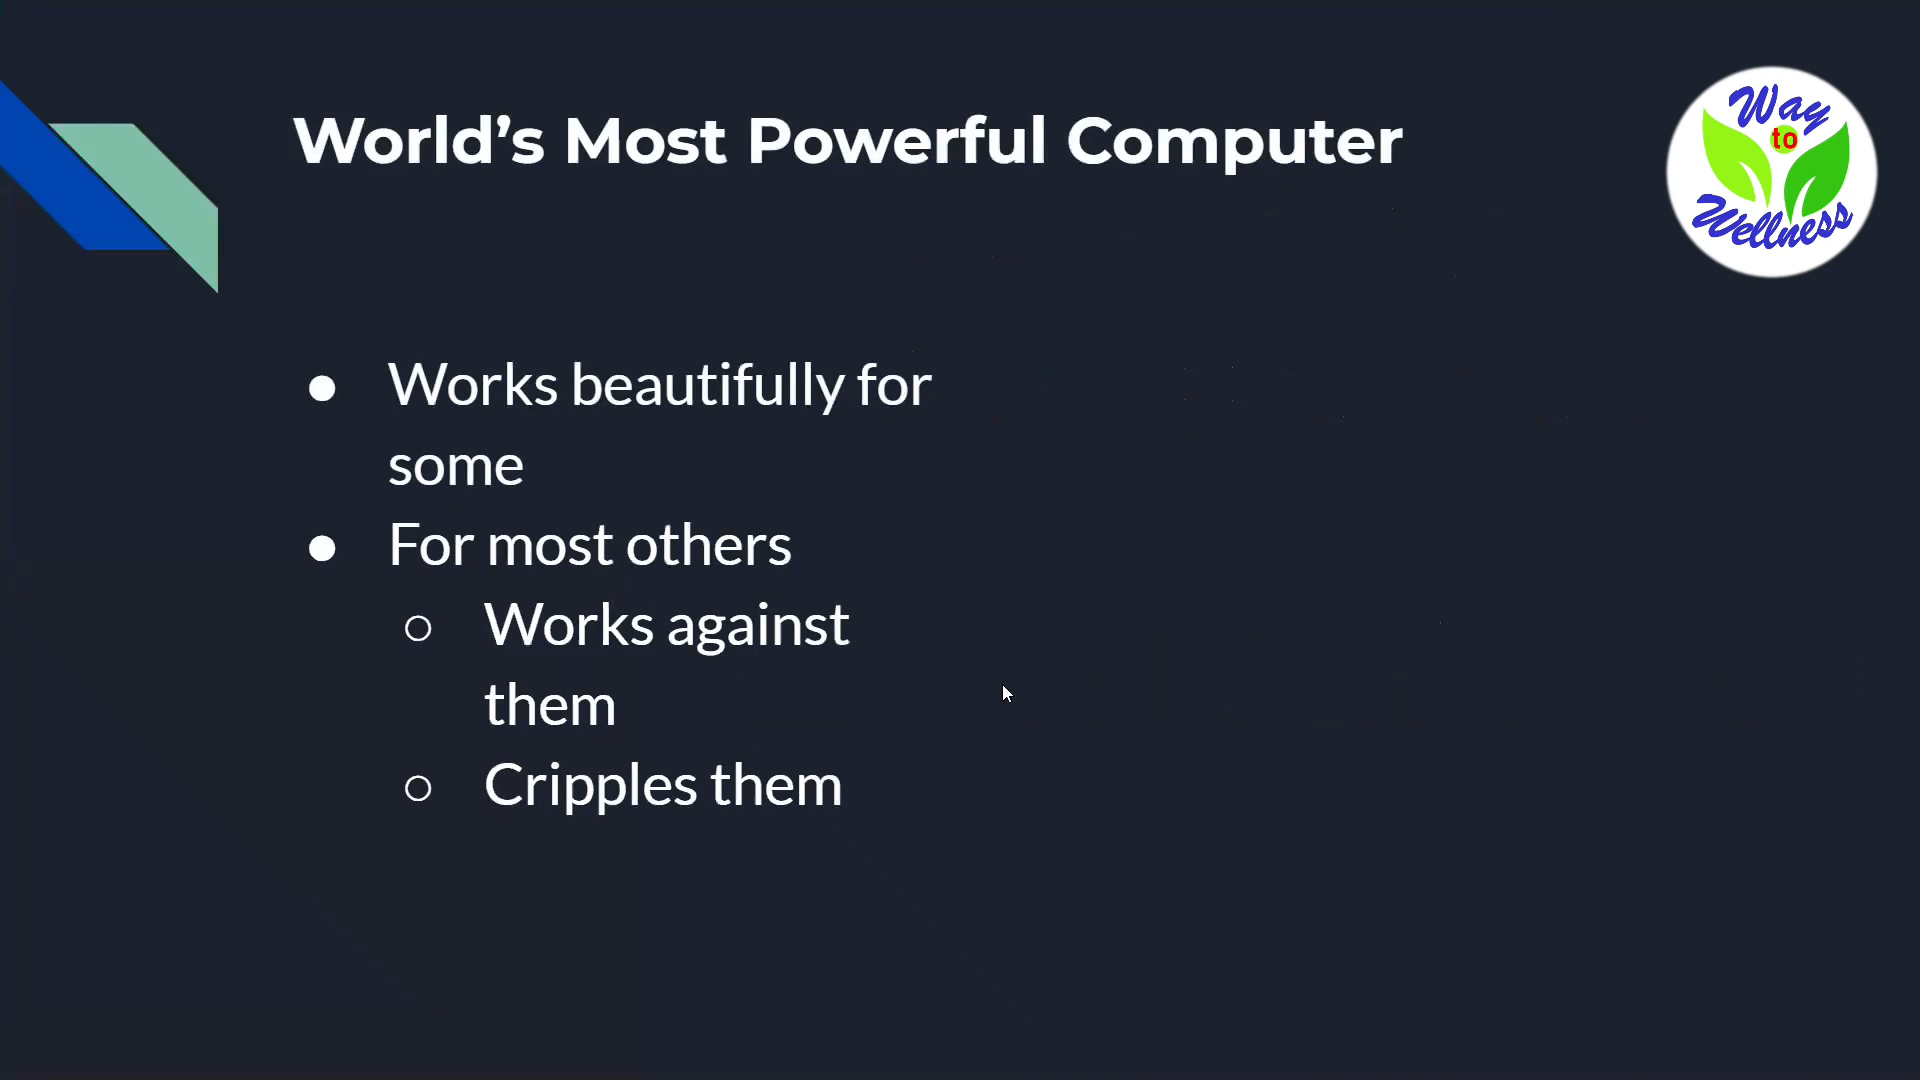 World’s Most Powerful Computer
Way
to
Wellness
● Works beautifully for
some
● For most others
○ Works against
them
○ Cripples them